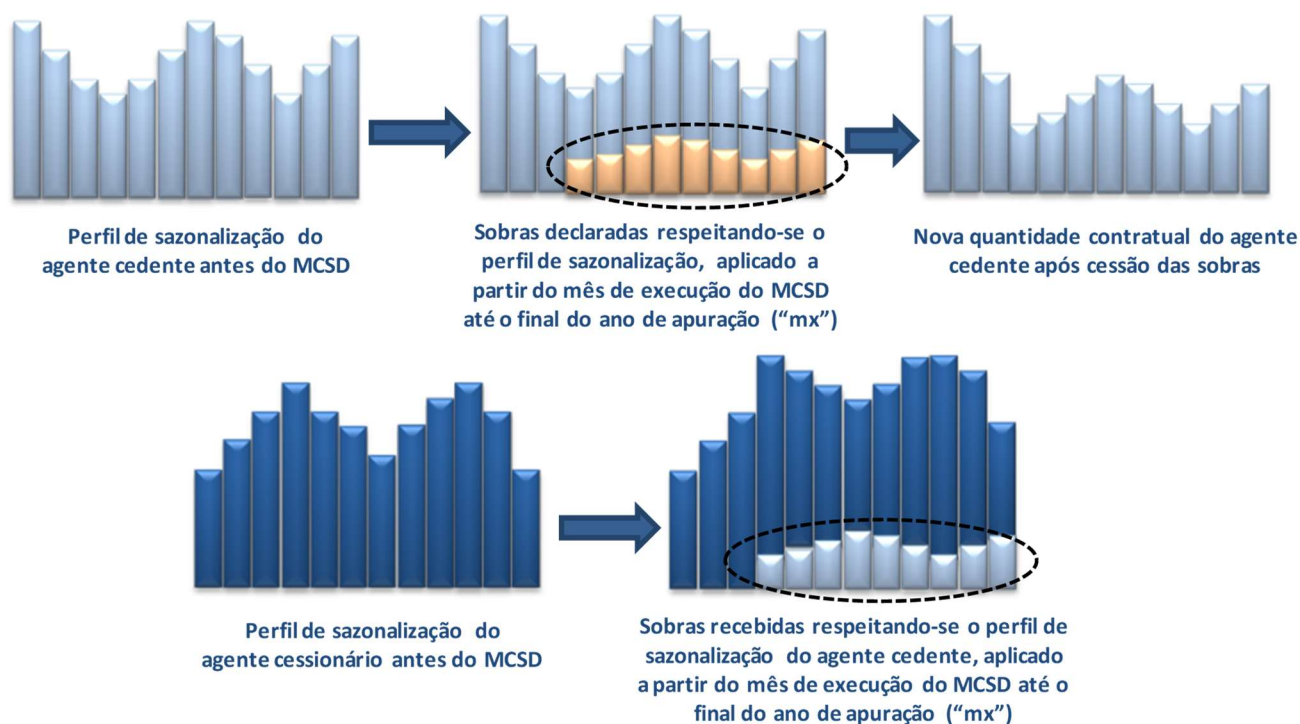 Perfil de sazonalização do
agente cedente antes do MCSD
Sobras declaradas respeitando-se o
perfil de sazonalização, aplicado a
partir do mês de execução do MCSD
até o final do ano de apuração (“mx”)
Nova quantidade contratual do agente
cedente após cessão das sobras
Perfil de sazonalização do
agente cessionário antes do MCSD
Sobras recebidas respeitando-se o perfil de
sazonalização do agente cedente, aplicado
a partir do mês de execução do MCSD até o
final do ano de apuração (“mx”)